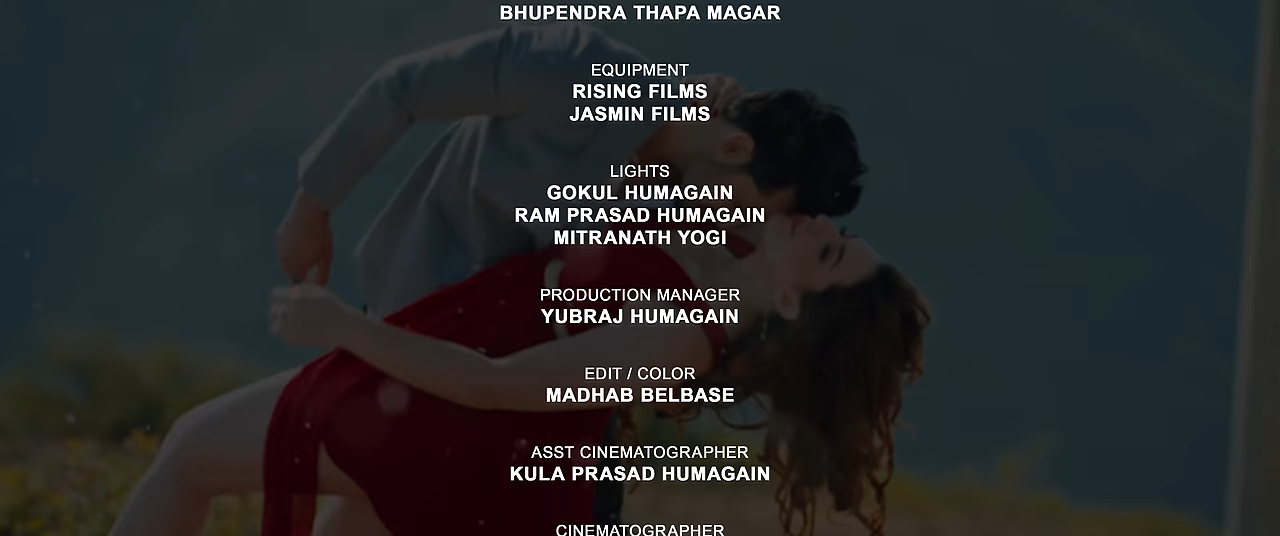 BHUPENDRA THAPA MAGAR
EQUIPMENT
RISING FILMS
JASMIN FILMS
LIGHTS
GOKUL HUMAGAIN
RAM PRASAD HUMAGAIN
MITRANATH YOGI
PRODUCTION MANAGER
YUBRAJ HUMAGAIN
EDIT / COLOR
MADHAB BELBASE
ASST CINEMATOGRAPHER
KULA PRASAD HUMAGAIN
CINEMATOGRAPHER